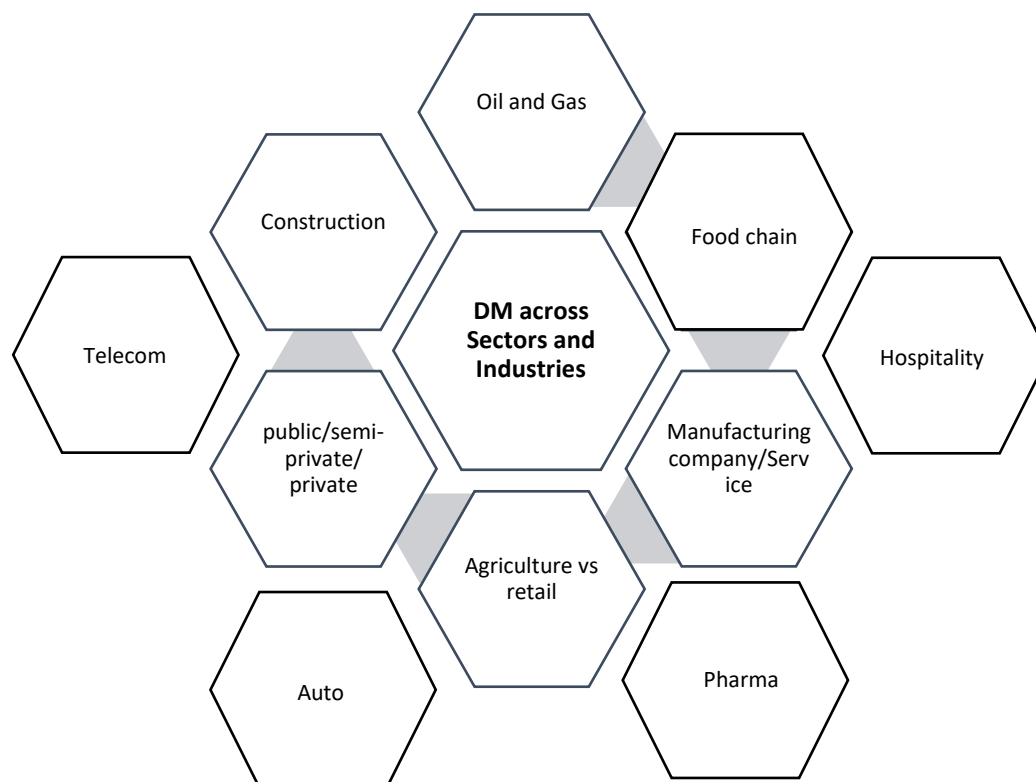 Oil and Gas
Construction
Food chain
DM across
Sectors and
Industries
Telecom
Hospitality
public/semi-
private/
private
Manufacturing
company/Serv
ice
Agriculture vs
retail
Auto
Pharma